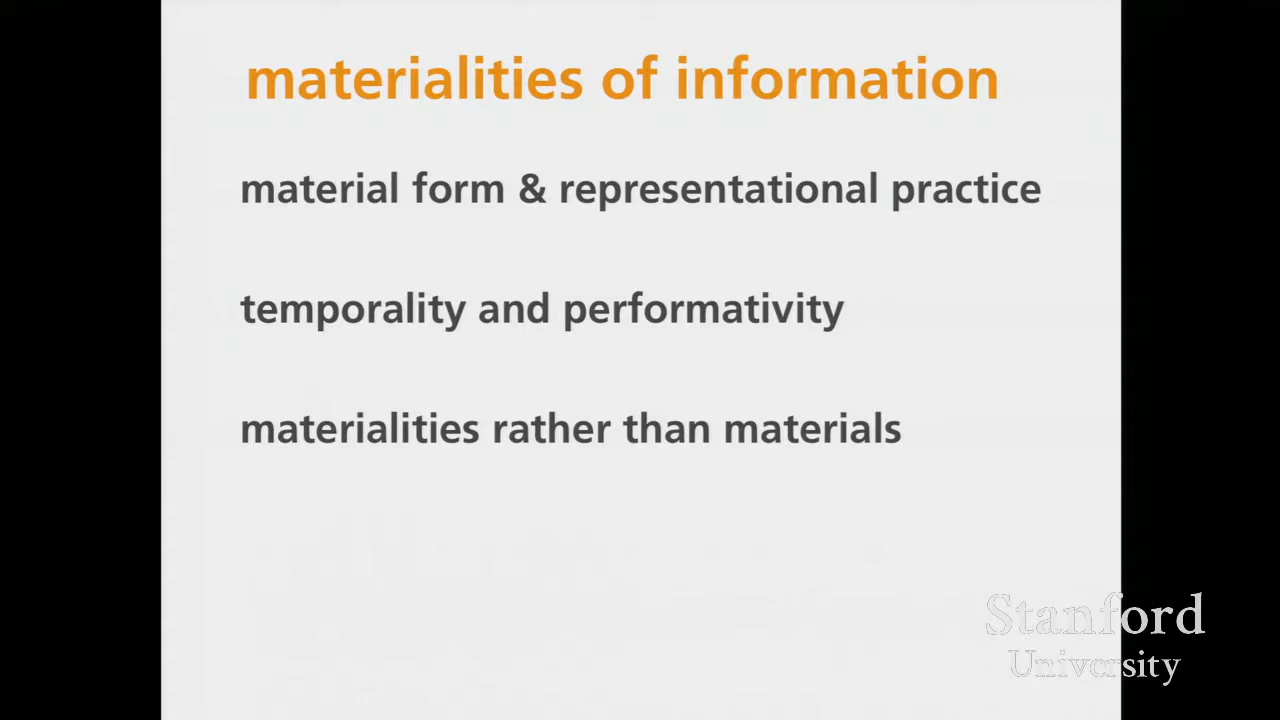 materialities of information
material form & representational practice
temporality and performativity
materialities rather than materials
Stanford
University